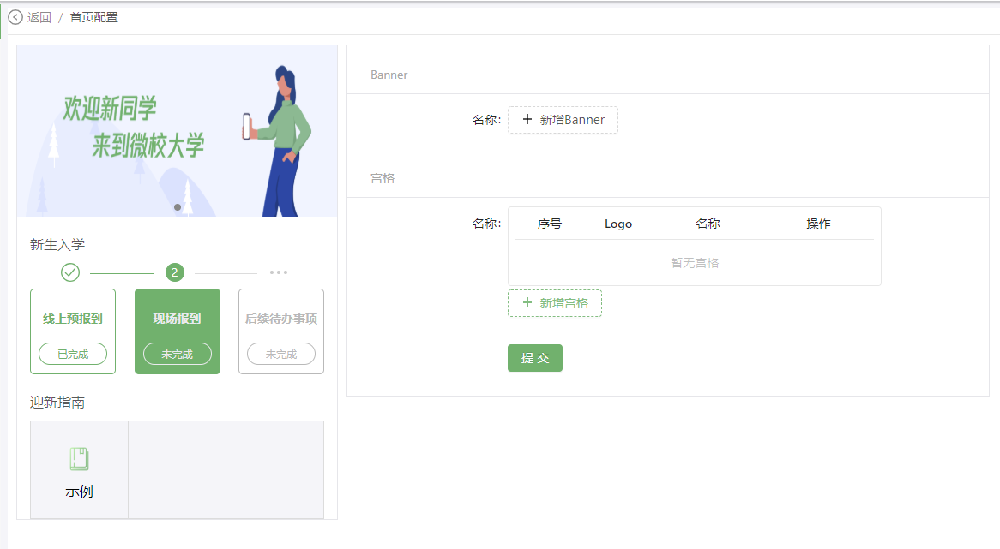 返回 / 首页配置
欢迎新同学
来到微校大学
新生入学
2
线上预报到
已完成
现场报到
未完成
后续待办事项
未完成
迎新指南
示例
Banner
名称:
+ 新增Banner
宫格
名称:
序号 Logo 名称 操作
暂无宫格
+ 新增宫格
提 交